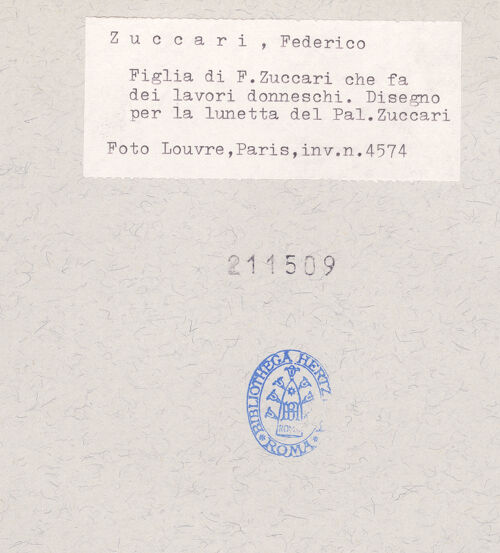 Zuccari, Federico
Figlia di F.Zuccari che fa
dei lavori donneschi. Disegno
per la lunetta del Pal.Zuccari
Foto Louvre,Paris,inv.n.4574
211509
BIBLIOTHECA HERTZ.
ROMA